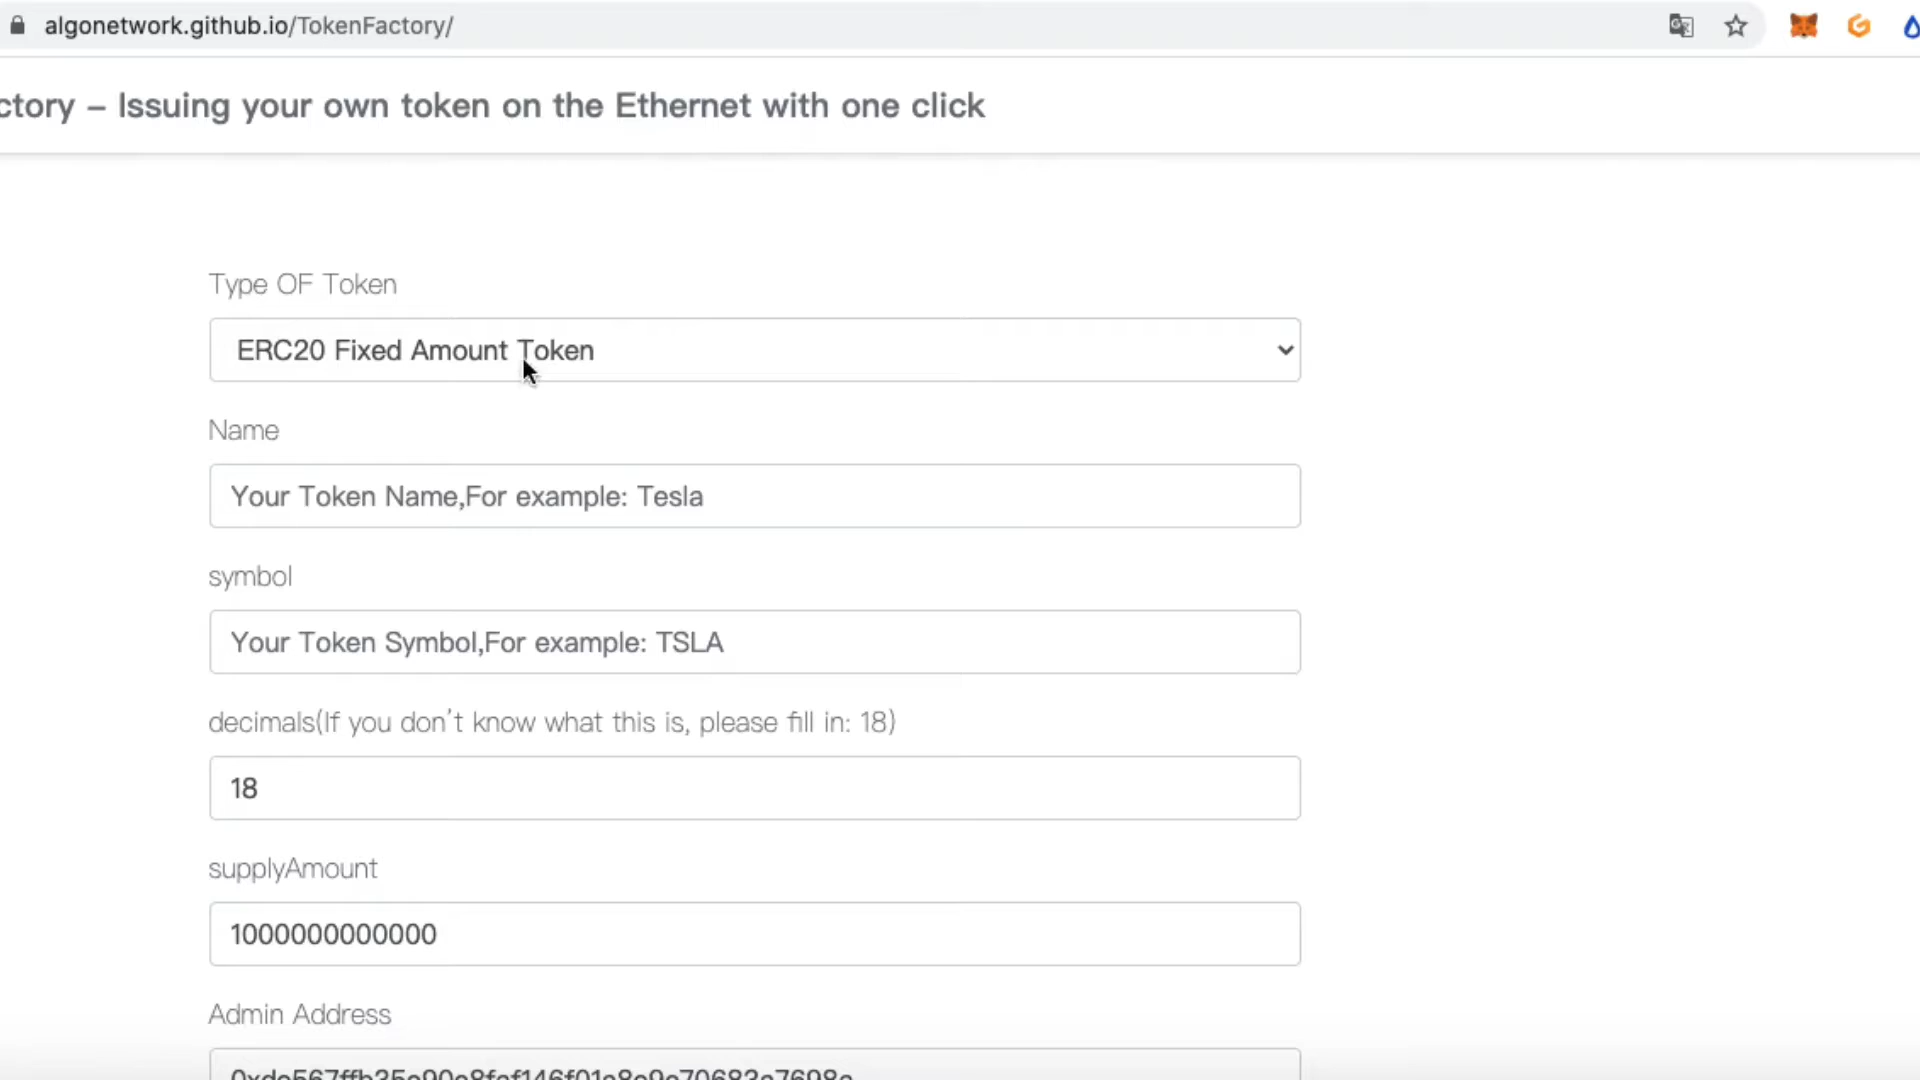 algonetwork.github.io/TokenFactory/
ctory – Issuing your own token on the Ethernet with one click
Type OF Token
ERC20 Fixed Amount Token
Name
Your Token Name,For example: Tesla
symbol
Your Token Symbol,For example: TSLA
decimals(If you don't know what this is, please fill in: 18)
18
supplyAmount
1000000000000
Admin Address